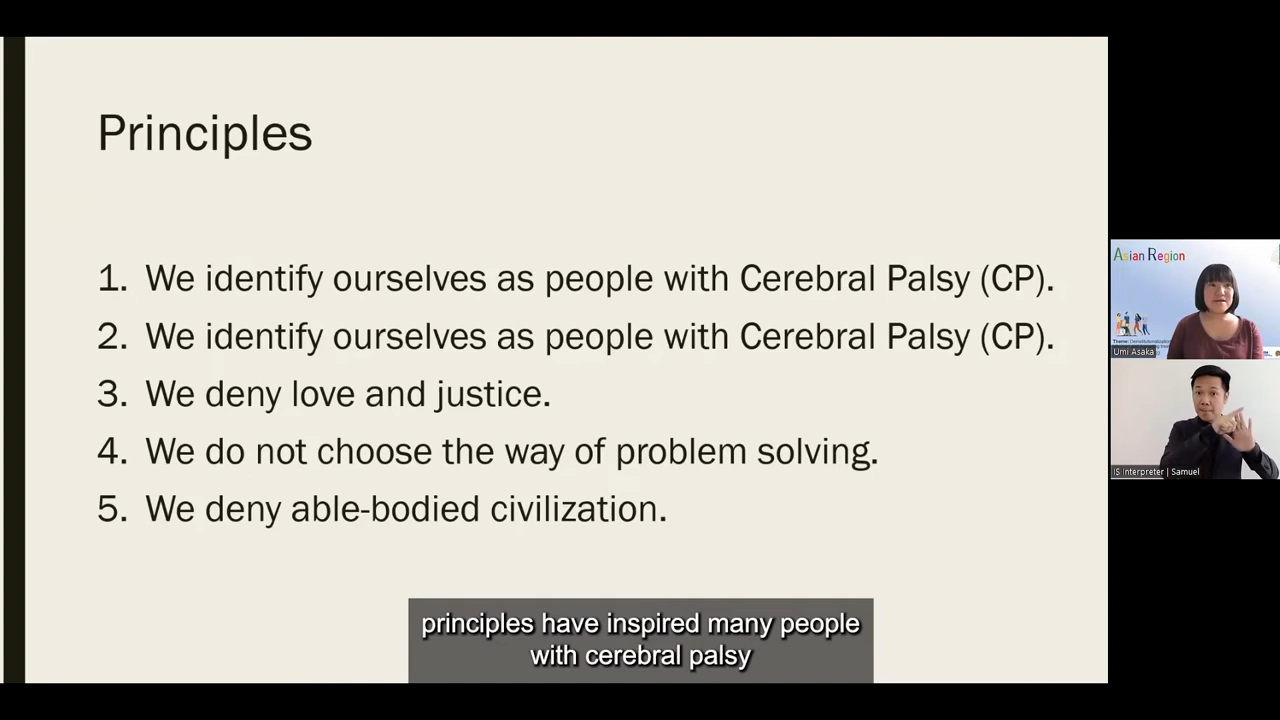 Principles
1. We identify ourselves as people with Cerebral Palsy (CP).
2. We identify ourselves as people with Cerebral Palsy (CP).
3. We deny love and justice.
4. We do not choose the way of problem solving.
5. We deny able-bodied civilization.
Asian Region
Umi Asaka
IS Interpreter | Samuel
principles have inspired many people
with cerebral palsy